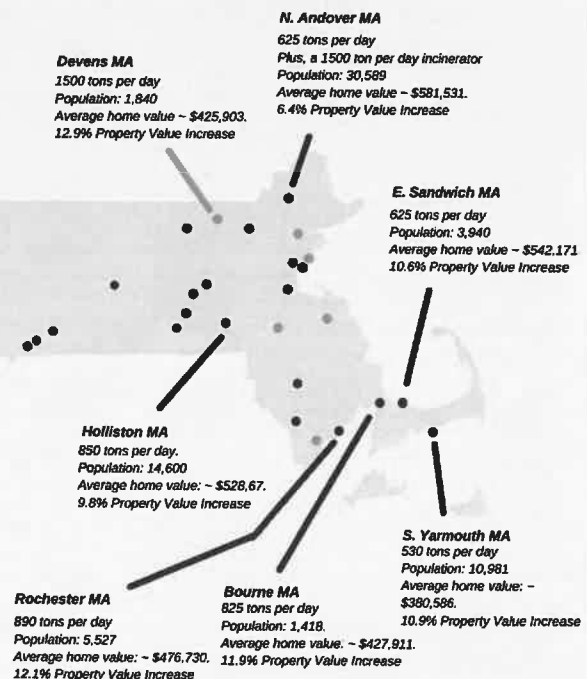 N. Andover MA
625 tons per day
Plus, a 1500 ton per day incinerator
Population: 30,589
Average home value ~ $581,531.
6.4% Property Value Increase
Devens MA
1500 tons per day
Population: 1,840
Average home value ~ $425,903.
12.9% Property Value Increase
E. Sandwich MA
625 tons per day
Population: 3,940
Average home value ~ $542,171
10.6% Property Value Increase
Holliston MA
850 tons per day.
Population: 14,600
Average home value: ~ $528,67.
9.8% Property Value Increase
S. Yarmouth MA
530 tons per day
Population: 10,981
Average home value: ~
$380,586.
10.9% Property Value Increase
Rochester MA
890 tons per day
Population: 5,527
Average home value: ~ $476,730.
12.1% Property Value Increase
Bourne MA
825 tons per day
Population: 1,418.
Average home value. ~ $427,911.
11.9% Property Value Increase